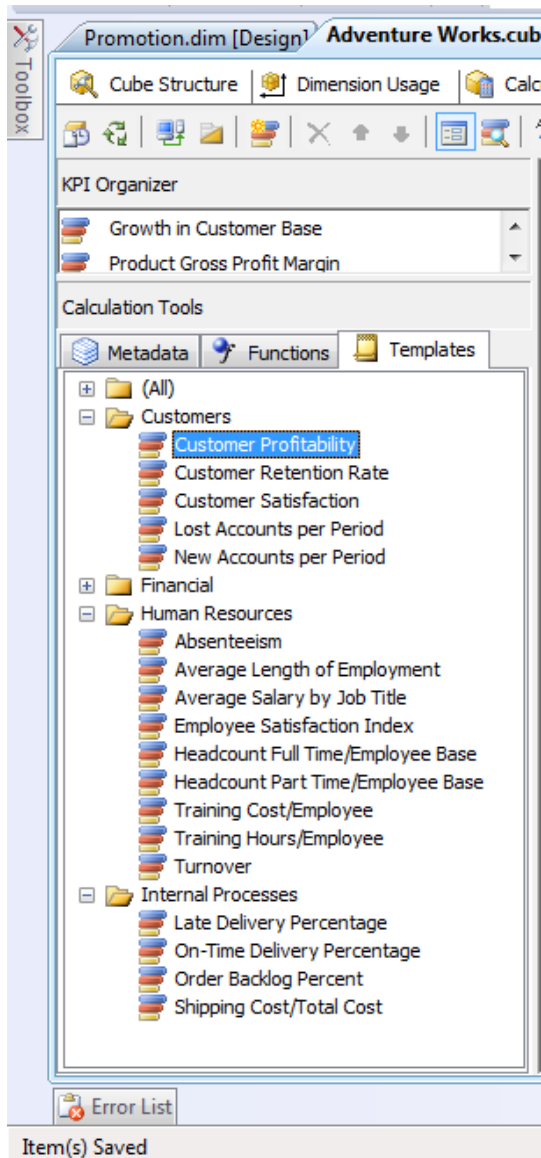 Toolbox
Promotion.dim [Design] Adventure Works.cub
Cube Structure Dimension Usage Calc
KPI Organizer
Growth in Customer Base
Product Gross Profit Margin
Calculation Tools
Metadata Functions Templates
(All)
Customers
Customer Profitability
Customer Retention Rate
Customer Satisfaction
Lost Accounts per Period
New Accounts per Period
Financial
Human Resources
Absenteeism
Average Length of Employment
Average Salary by Job Title
Employee Satisfaction Index
Headcount Full Time/Employee Base
Headcount Part Time/Employee Base
Training Cost/Employee
Training Hours/Employee
Turnover
Internal Processes
Late Delivery Percentage
On-Time Delivery Percentage
Order Backlog Percent
Shipping Cost/Total Cost
Error List
Item(s) Saved